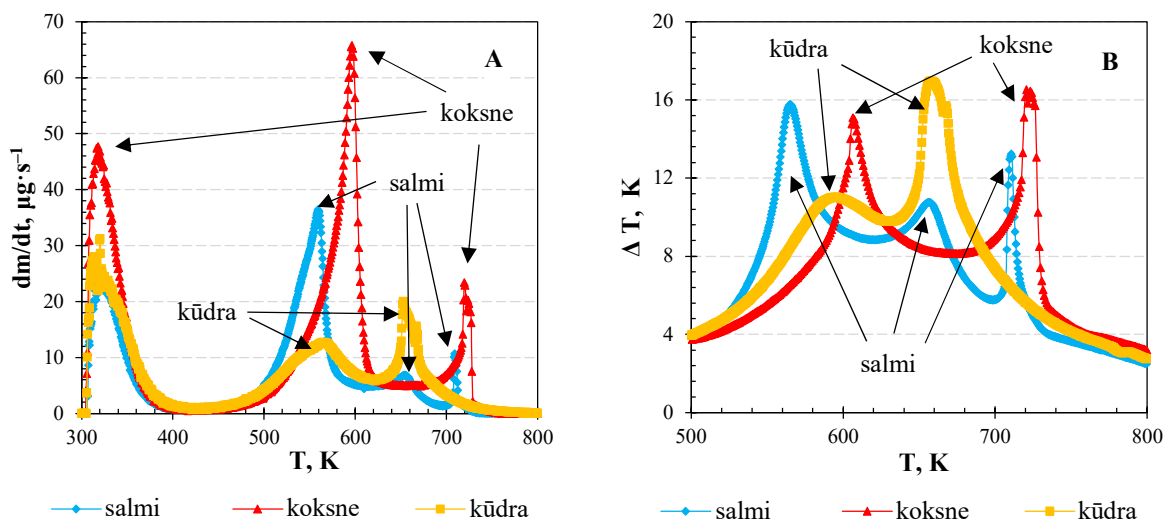 A
dm/dt, µg·s⁻¹
70
60
50
40
30
20
10
0
koksne
salmi
kūdra
300 400 500 600 700 800
T, K
salmi koksne kūdra
B
Δ T, K
20
16
12
8
4
0
kūdra
koksne
salmi
500 600 700 800
T, K
salmi koksne kūdra